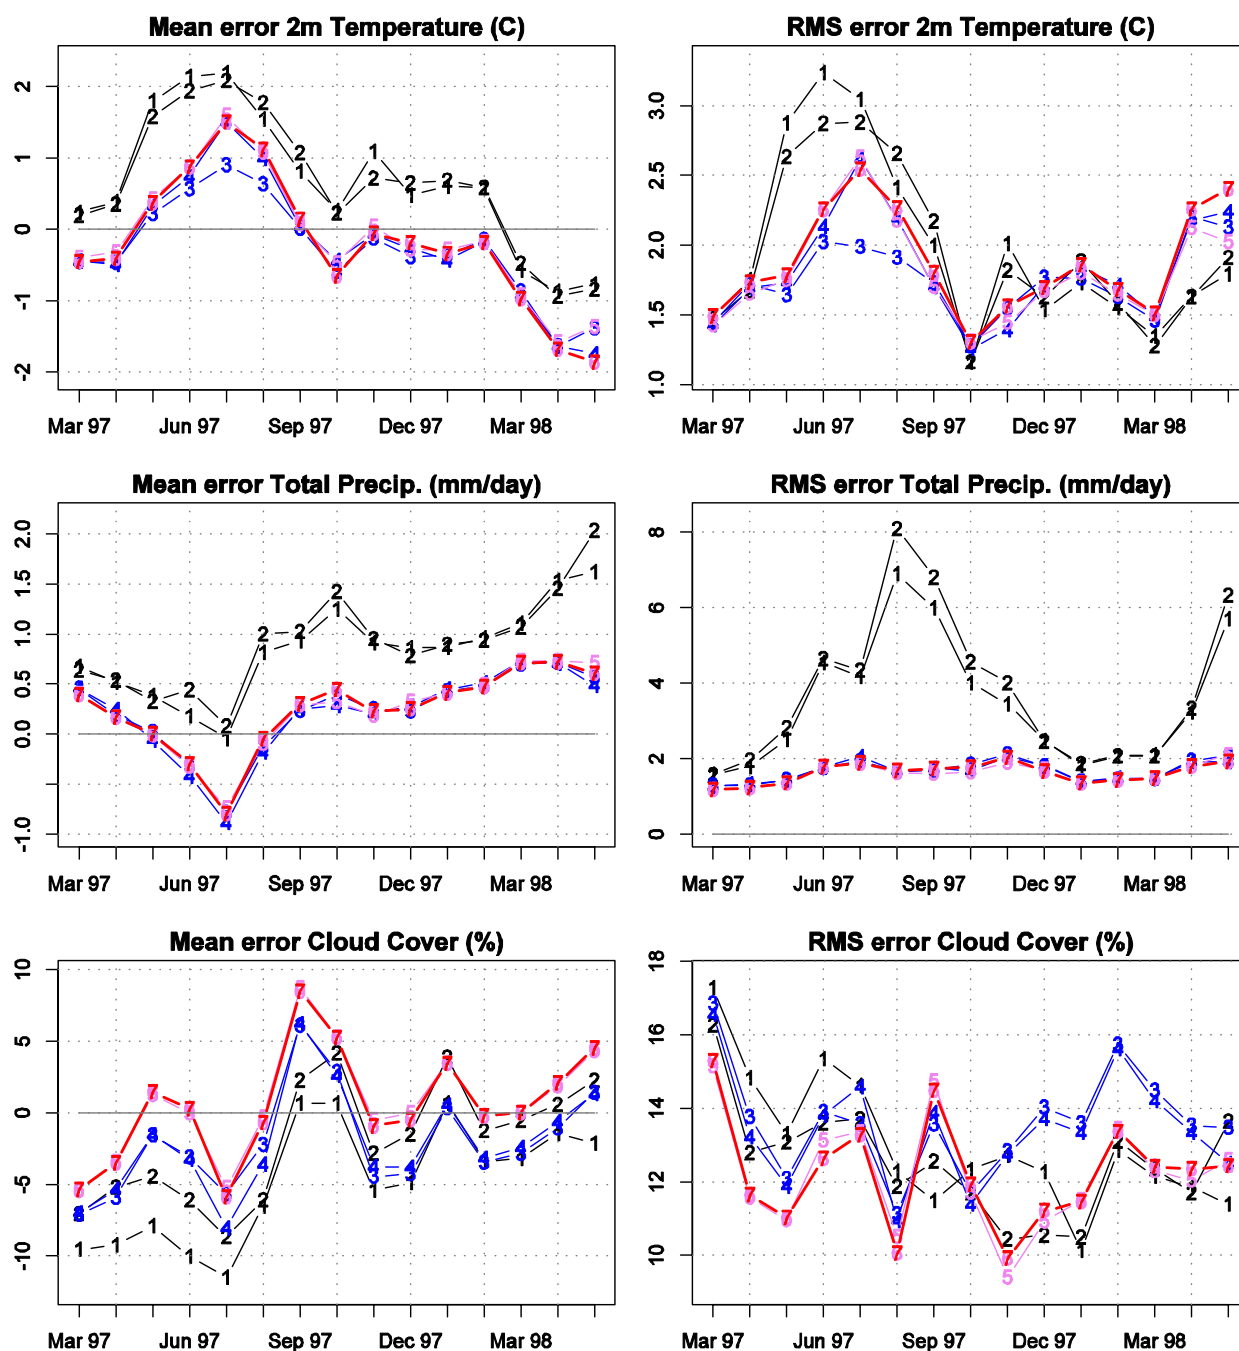 Mean error 2m Temperature (C)
2
1
0
-1
-2
Mar 97 Jun 97 Sep 97 Dec 97 Mar 98
RMS error 2m Temperature (C)
3.0
2.5
2.0
1.5
1.0
Mar 97 Jun 97 Sep 97 Dec 97 Mar 98
Mean error Total Precip. (mm/day)
2.0
1.5
1.0
0.5
0.0
-1.0
Mar 97 Jun 97 Sep 97 Dec 97 Mar 98
RMS error Total Precip. (mm/day)
8
6
4
2
0
Mar 97 Jun 97 Sep 97 Dec 97 Mar 98
Mean error Cloud Cover (%)
10
5
0
-5
-10
Mar 97 Jun 97 Sep 97 Dec 97 Mar 98
RMS error Cloud Cover (%)
18
16
14
12
10
Mar 97 Jun 97 Sep 97 Dec 97 Mar 98